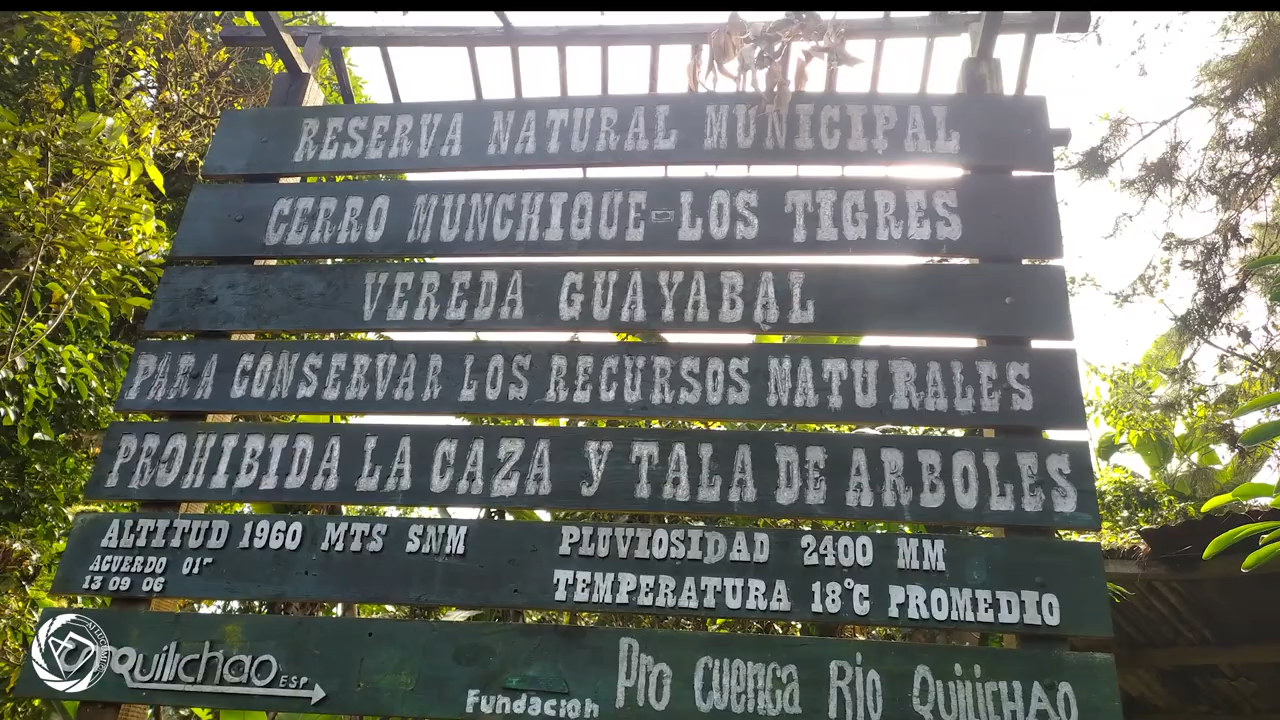 RESERVA NATURAL MUNICIPAL
CERRO MUNCHIQUE-LOS TIGRES
VEREDA GUAYABAL
PARA CONSERVAR LOS RECURSOS NATURALES
PROHIBIDA LA CAZA Y TALA DE ARBOLES
ALTITUD 1960 MTS SNM
PLUVIOSIDAD 2400 MM
ACUERDO 01
13 09 06
TEMPERATURA 18°C PROMEDIO
Quilichao ESP
Fundacion Pro Cuenca Rio Quilichao